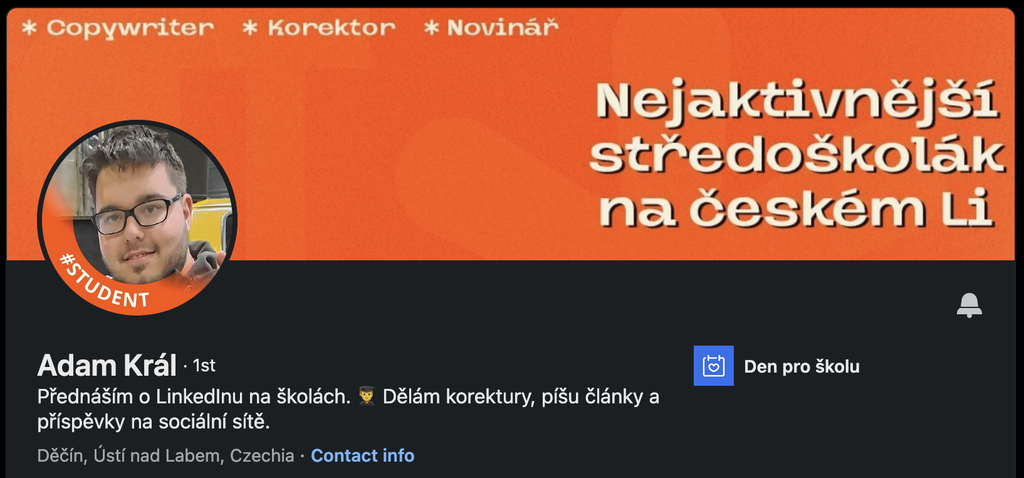 * Copywriter * Korektor * Novinář
Nejaktivnější
středoškolák
na českém Li
#STUDENT
Adam Král · 1st
Přednáším o LinkedInu na školách. 👨‍🎓 Dělám korektury, píšu články a
příspěvky na sociální sítě.
Děčín, Ústí nad Labem, Czechia · Contact info
Den pro školu